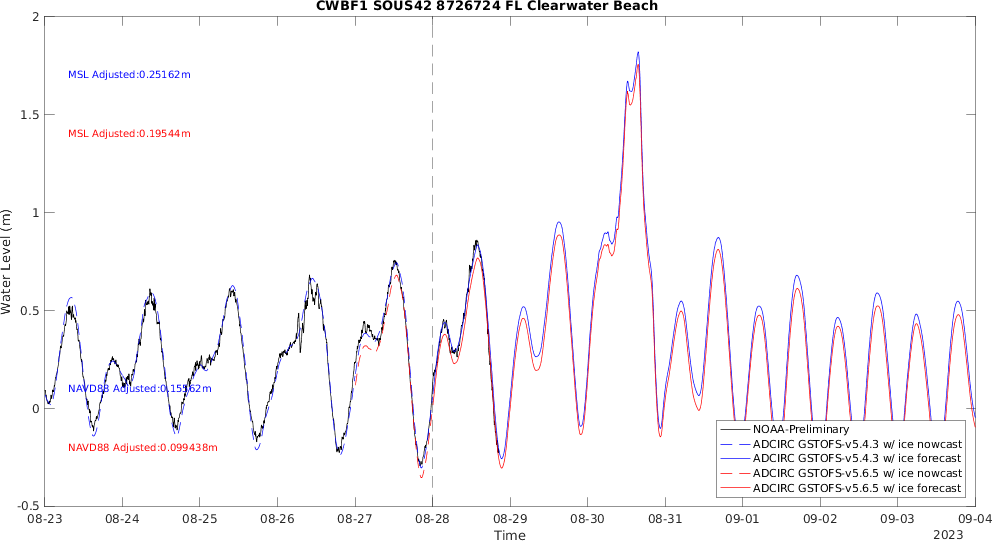 CWBF1 SOUS42 8726724 FL Clearwater Beach
2
MSL Adjusted:0.25162m
MSL Adjusted:0.19544m
1.5
1
Water Level (m)
0.5
NAVD88 Adjusted:0.15562m
0
NAVD88 Adjusted:0.099438m
-0.5
NOAA-Preliminary
ADCIRC GSTOFS-v5.4.3 w/ ice nowcast
ADCIRC GSTOFS-v5.4.3 w/ ice forecast
ADCIRC GSTOFS-v5.6.5 w/ ice nowcast
ADCIRC GSTOFS-v5.6.5 w/ ice forecast
08-23 08-24 08-25 08-26 08-27 08-28 08-29 08-30 08-31 09-01 09-02 09-03 09-04
Time
2023